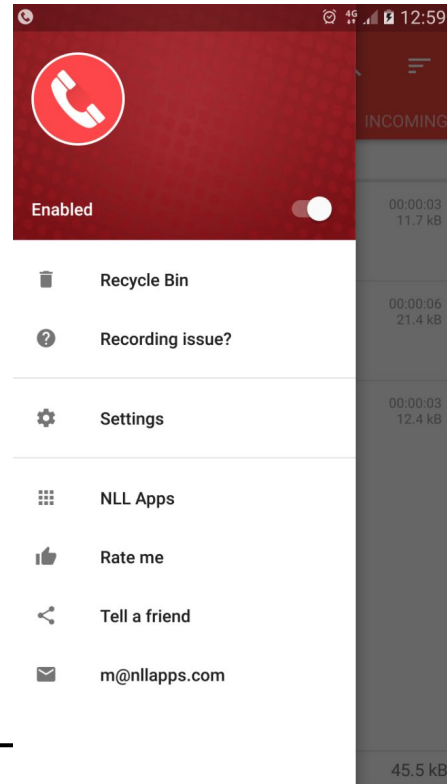 4G 12:59
INCOMING
Enabled
00:00:03
11.7 kB
Recycle Bin
00:00:06
21.4 kB
Recording issue?
00:00:03
12.4 kB
Settings
NLL Apps
Rate me
Tell a friend
m@nllapps.com
45.5 kB